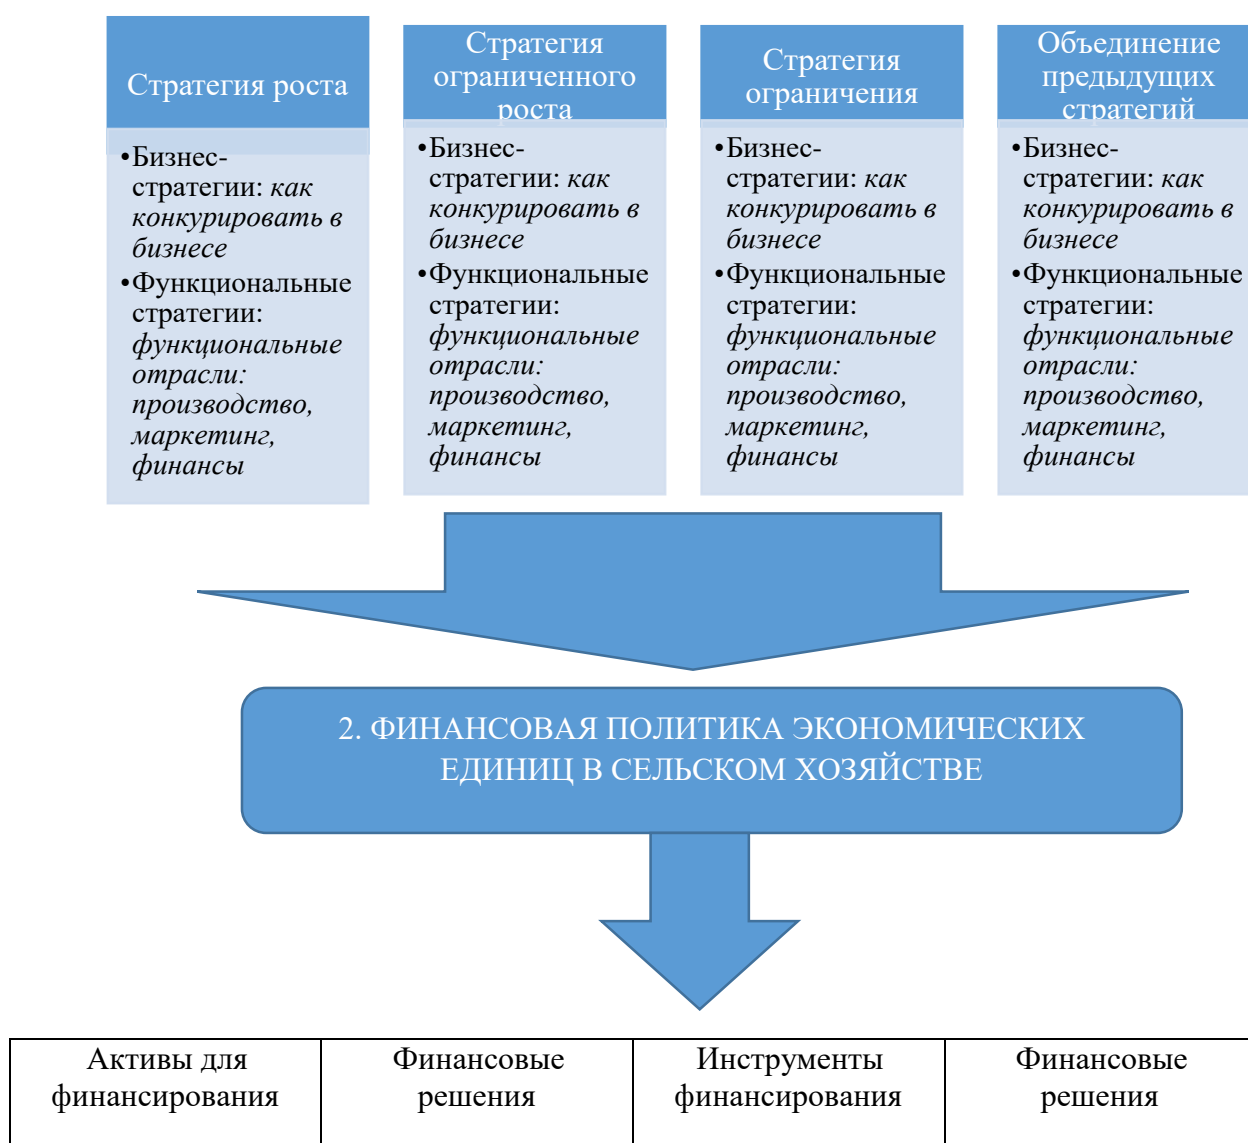 Стратегия роста
•Бизнес-
стратегии: как
конкурировать в
бизнесе
•Функциональные
стратегии:
функциональные
отрасли:
производство,
маркетинг,
финансы
Стратегия
ограниченного
роста
•Бизнес-
стратегии: как
конкурировать в
бизнесе
•Функциональные
стратегии:
функциональные
отрасли:
производство,
маркетинг,
финансы
Стратегия
ограничения
•Бизнес-
стратегии: как
конкурировать в
бизнесе
•Функциональные
стратегии:
функциональные
отрасли:
производство,
маркетинг,
финансы
Объединение
предыдущих
стратегий
•Бизнес-
стратегии: как
конкурировать в
бизнесе
•Функциональные
стратегии:
функциональные
отрасли:
производство,
маркетинг,
финансы
2. ФИНАНСОВАЯ ПОЛИТИКА ЭКОНОМИЧЕСКИХ
ЕДИНИЦ В СЕЛЬСКОМ ХОЗЯЙСТВЕ
Активы для
финансирования
Финансовые
решения
Инструменты
финансирования
Финансовые
решения